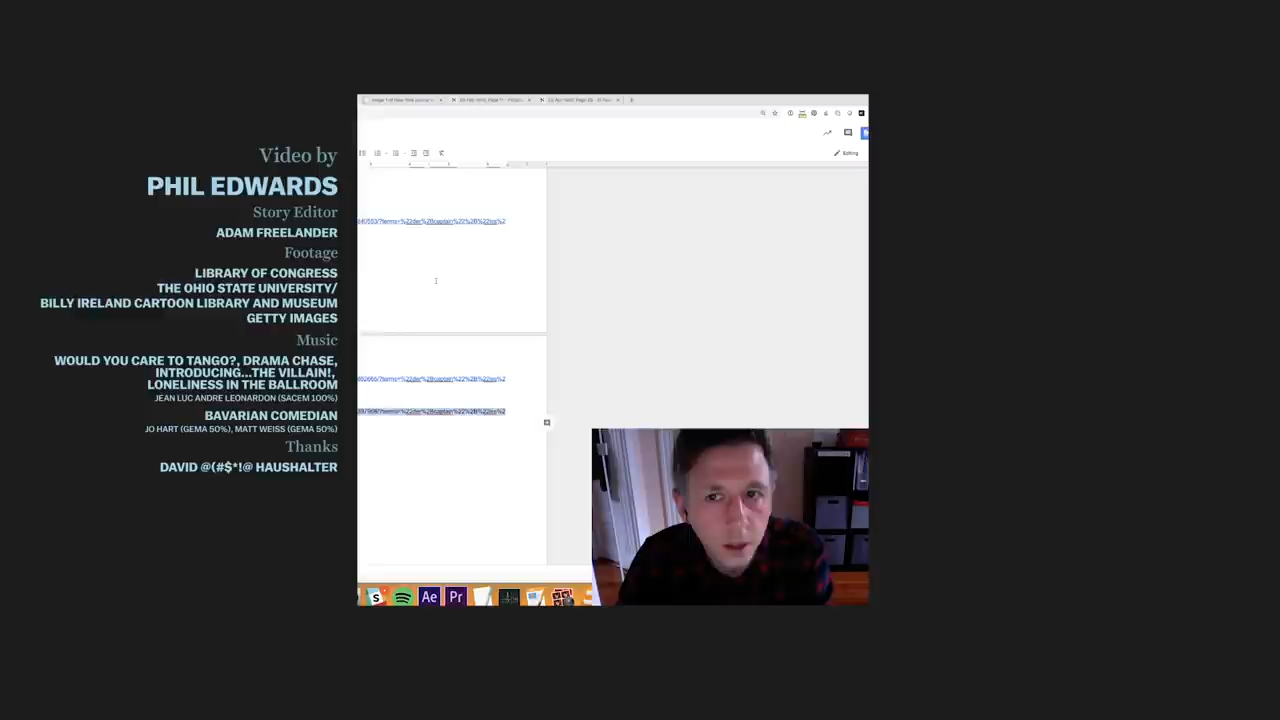 Video by
PHIL EDWARDS
Story Editor
ADAM FREELANDER
Footage
LIBRARY OF CONGRESS
THE OHIO STATE UNIVERSITY/
BILLY IRELAND CARTOON LIBRARY AND MUSEUM
GETTY IMAGES
Music
WOULD YOU CARE TO TANGO?, DRAMA CHASE,
INTRODUCING...THE VILLAIN!,
LONELINESS IN THE BALLROOM
JEAN LUC ANDRE LEONARDON (SACEM 100%)
BAVARIAN COMEDIAN
JO HART (GEMA 50%), MATT WEISS (GEMA 50%)
Thanks
DAVID @(#$*!@ HAUSHALTER
Editing
S
Ae
Pr